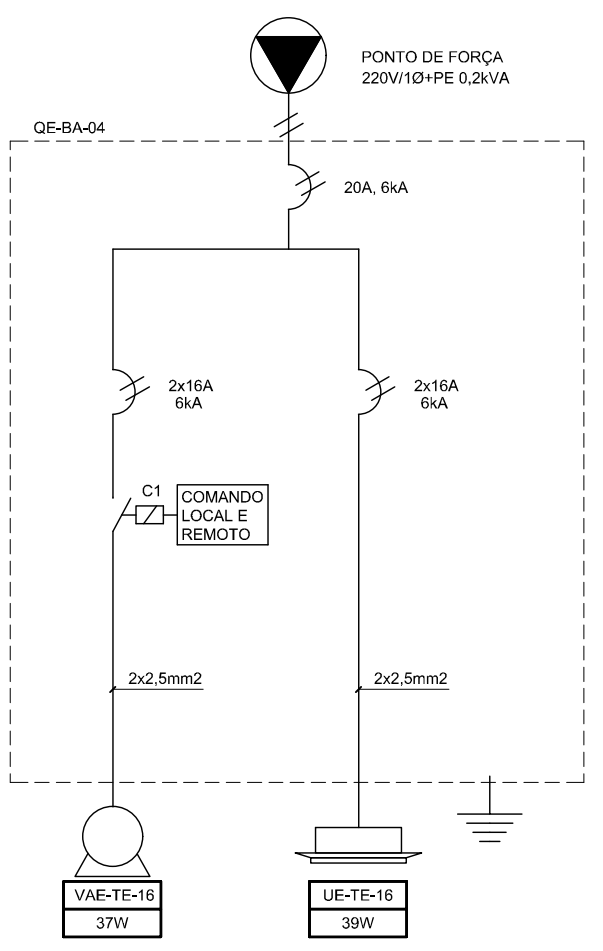 PONTO DE FORÇA
220V/1Ø+PE 0,2kVA
QE-BA-04
20A, 6kA
2x16A
6kA
2x16A
6kA
C1
COMANDO
LOCAL E
REMOTO
2x2,5mm2
2x2,5mm2
VAE-TE-16
37W
UE-TE-16
39W